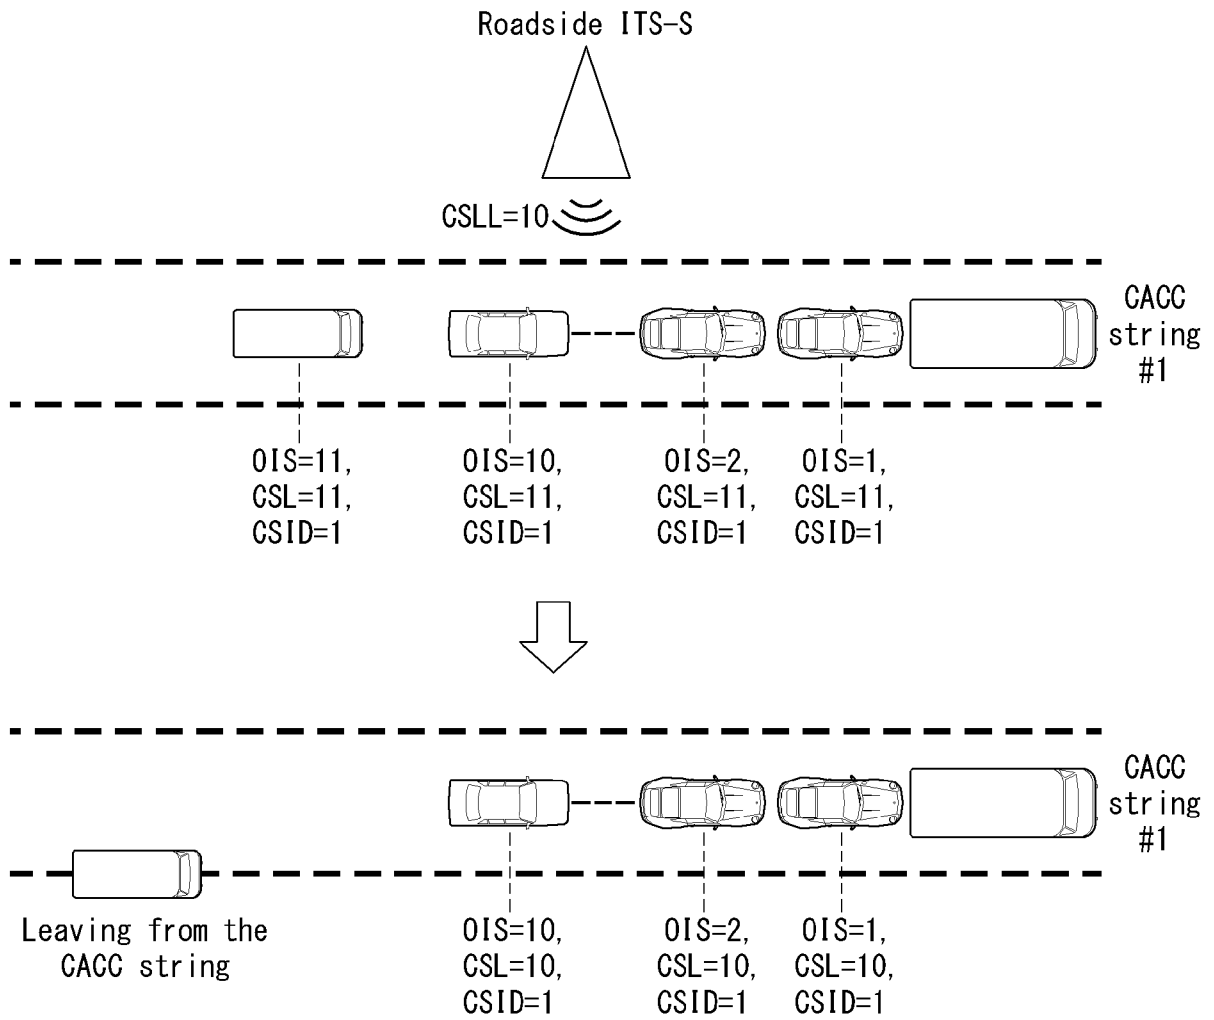 Roadside ITS-S
CSLL=10
CACC
string
#1
OIS=11,
CSL=11,
CSID=1
OIS=10,
CSL=11,
CSID=1
OIS=2,
CSL=11,
CSID=1
OIS=1,
CSL=11,
CSID=1
CACC
string
#1
Leaving from the
CACC string
OIS=10,
CSL=10,
CSID=1
OIS=2,
CSL=10,
CSID=1
OIS=1,
CSL=10,
CSID=1